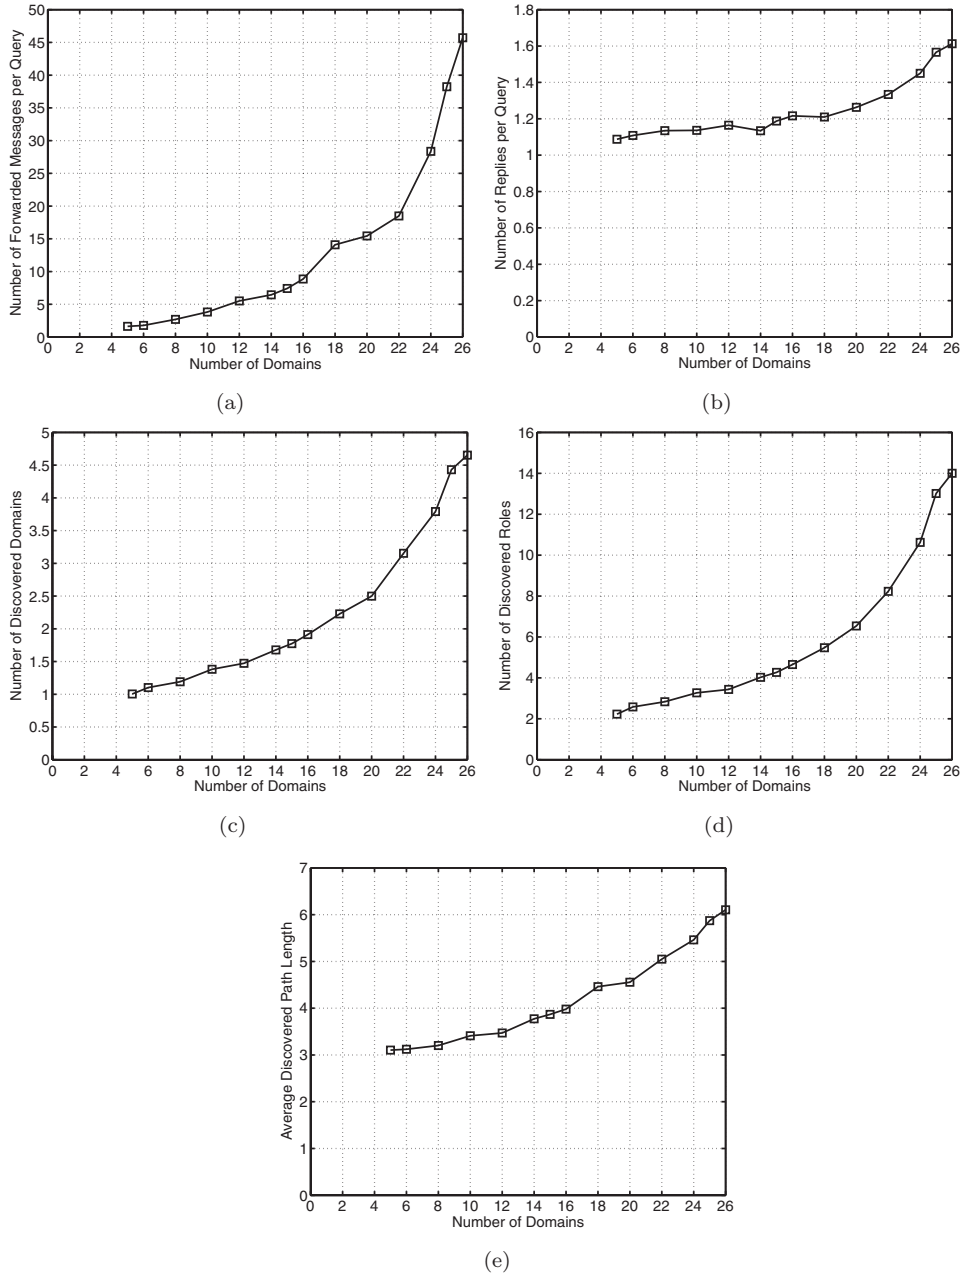 50
45
40
35
30
25
20
15
10
5
0
Number of Forwarded Messages per Query
0 2 4 6 8 10 12 14 16 18 20 22 24 26
Number of Domains
(a)
1.8
1.6
1.4
1.2
1
0.8
0.6
0.4
0.2
0
Number of Replies per Query
0 2 4 6 8 10 12 14 16 18 20 22 24 26
Number of Domains
(b)
5
4.5
4
3.5
3
2.5
2
1.5
1
0.5
0
Number of Discovered Domains
0 2 4 6 8 10 12 14 16 18 20 22 24 26
Number of Domains
(c)
16
14
12
10
8
6
4
2
0
Number of Discovered Roles
0 2 4 6 8 10 12 14 16 18 20 22 24 26
Number of Domains
(d)
7
6
5
4
3
2
1
0
Average Discovered Path Length
0 2 4 6 8 10 12 14 16 18 20 22 24 26
Number of Domains
(e)